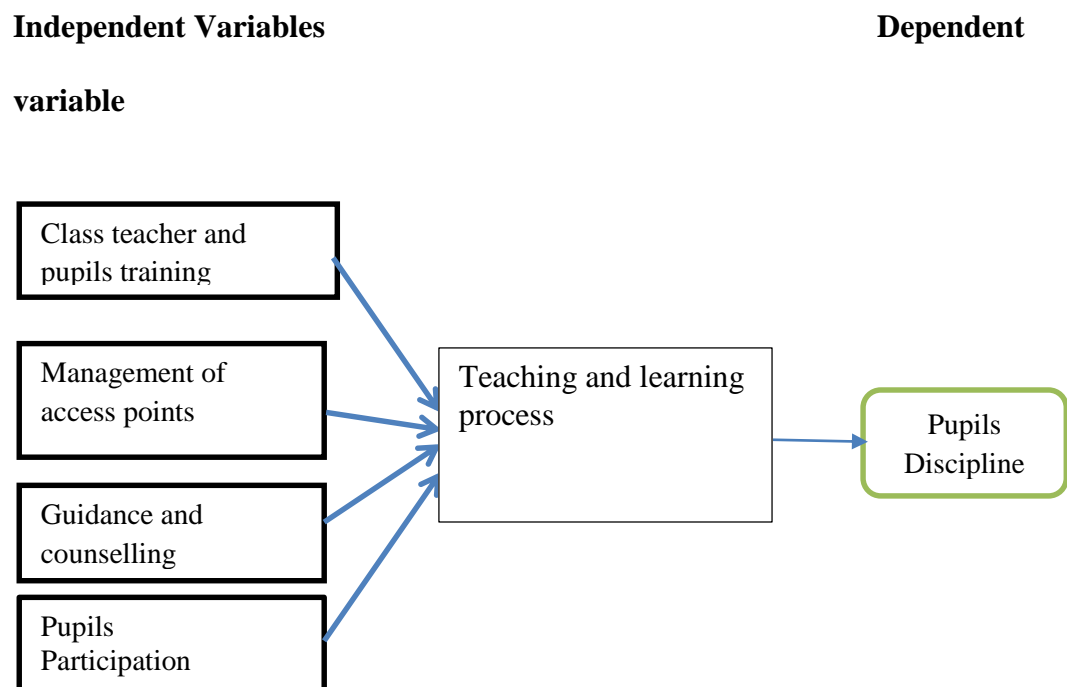 Independent Variables Dependent
variable
Class teacher and
pupils training
Management of
access points
Guidance and
counselling
Pupils
Participation
Teaching and learning
process
Pupils
Discipline